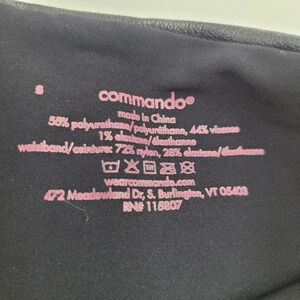 s
commando®
made in China
55% polyurethane/polyuréthane, 44% viscose
1% elastane/élasthanne
waistband/ceinture: 72% nylon, 28% elastane/élasthanne
wearcommando.com
472 Meadowland Dr, S. Burlington, VT 05403
RN# 115807